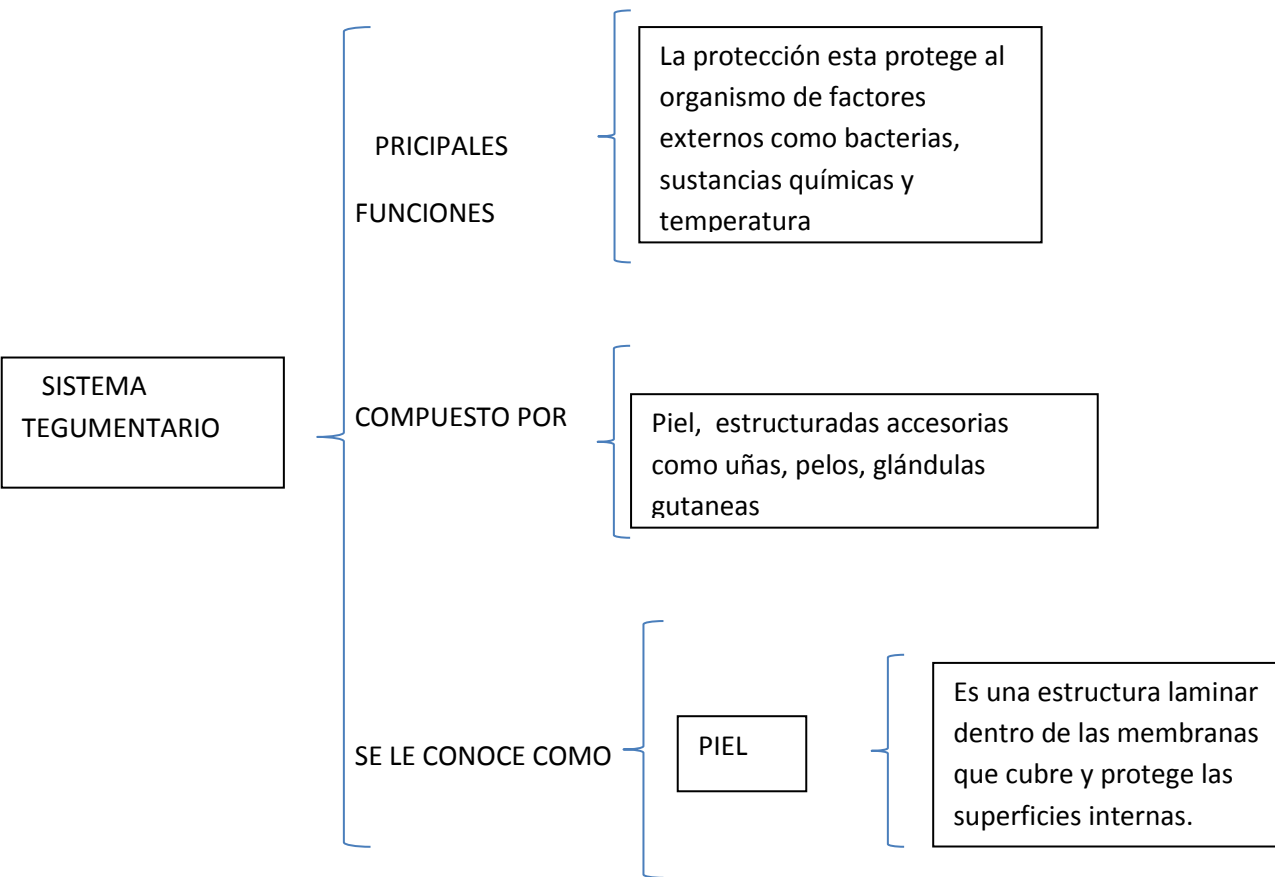 SISTEMA
TEGUMENTARIO
PRICIPALES
FUNCIONES
La protección esta protege al
organismo de factores
externos como bacterias,
sustancias químicas y
temperatura
COMPUESTO POR
Piel,  estructuradas accesorias
como uñas, pelos, glándulas
gutaneas
SE LE CONOCE COMO
PIEL
Es una estructura laminar
dentro de las membranas
que cubre y protege las
superficies internas.